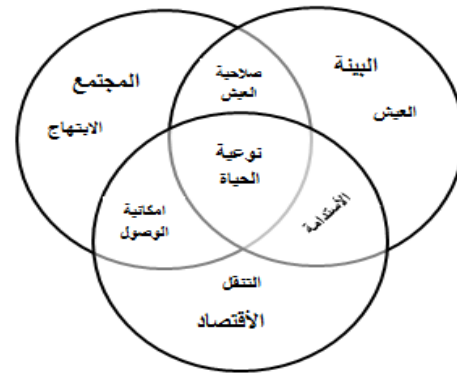 البيئة
المجتمع
صلاحية
العيش
العيش
الابتهاج
نوعية
الحياة
امكانية
الوصول
الأستدامة
التنقل
الأقتصاد